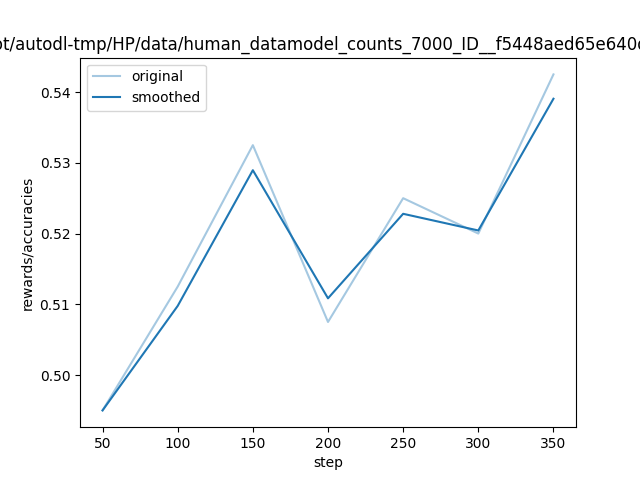 ot/autodl-tmp/HP/data/human_datamodel_counts_7000_ID__f5448aed65e640
original
smoothed
0.54
0.53
0.52
0.51
0.50
rewards/accuracies
50 100 150 200 250 300 350
step